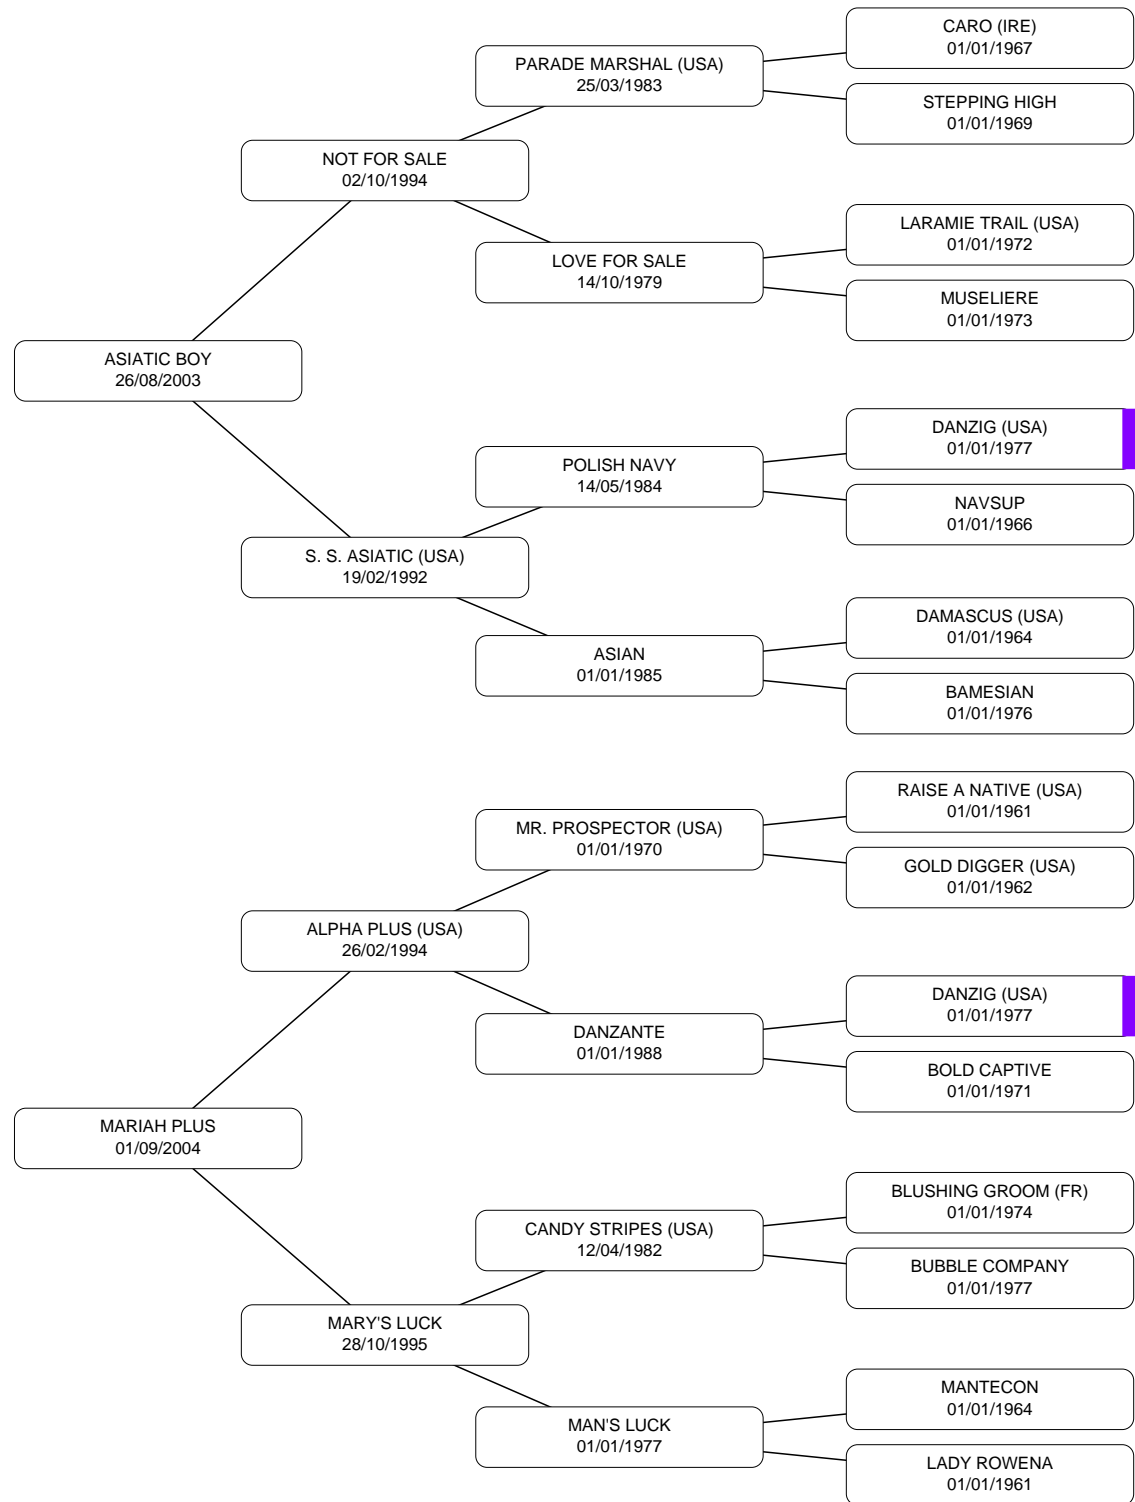 CARO (IRE)
01/01/1967
PARADE MARSHAL (USA)
25/03/1983
STEPPING HIGH
01/01/1969
NOT FOR SALE
02/10/1994
LARAMIE TRAIL (USA)
01/01/1972
LOVE FOR SALE
14/10/1979
MUSELIERE
01/01/1973
ASIATIC BOY
26/08/2003
DANZIG (USA)
01/01/1977
POLISH NAVY
14/05/1984
NAVSUP
01/01/1966
S. S. ASIATIC (USA)
19/02/1992
DAMASCUS (USA)
01/01/1964
ASIAN
01/01/1985
BAMESIAN
01/01/1976
RAISE A NATIVE (USA)
01/01/1961
MR. PROSPECTOR (USA)
01/01/1970
GOLD DIGGER (USA)
01/01/1962
ALPHA PLUS (USA)
26/02/1994
DANZIG (USA)
01/01/1977
DANZANTE
01/01/1988
BOLD CAPTIVE
01/01/1971
MARIAH PLUS
01/09/2004
BLUSHING GROOM (FR)
01/01/1974
CANDY STRIPES (USA)
12/04/1982
BUBBLE COMPANY
01/01/1977
MARY'S LUCK
28/10/1995
MANTECON
01/01/1964
MAN'S LUCK
01/01/1977
LADY ROWENA
01/01/1961